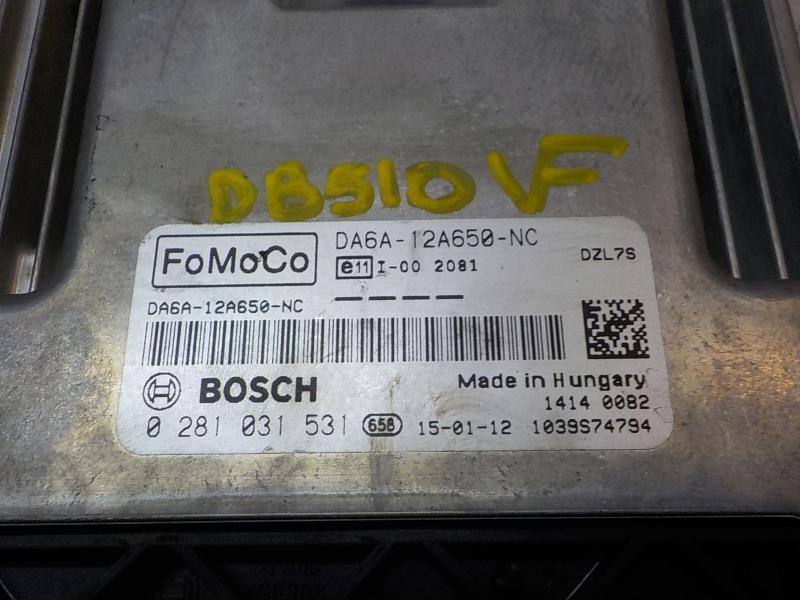 DB510 VF
FoMoCo DA6A-12A650-NC DZL7S
e11 I-00 2081
DA6A-12A650-NC
BOSCH Made in Hungary
1414 0082
0 281 031 531 658 15-01-12 1039S74794